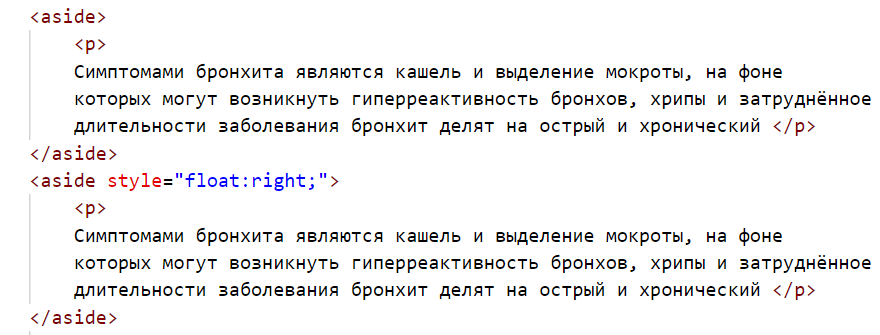 <aside>
<p>
Симптомами бронхита являются кашель и выделение мокроты, на фоне
которых могут возникнуть гиперреактивность бронхов, хрипы и затруднённое
длительности заболевания бронхит делят на острый и хронический </p>
</aside>
<aside style="float:right;">
<p>
Симптомами бронхита являются кашель и выделение мокроты, на фоне
которых могут возникнуть гиперреактивность бронхов, хрипы и затруднённое
длительности заболевания бронхит делят на острый и хронический </p>
</aside>